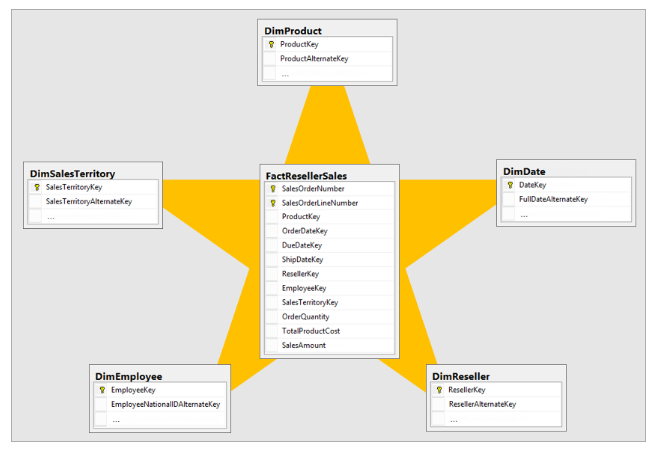 DimProduct
ProductKey
ProductAlternateKey
...
DimSalesTerritory
SalesTerritoryKey
SalesTerritoryAlternateKey
...
FactResellerSales
SalesOrderNumber
SalesOrderLineNumber
ProductKey
OrderDateKey
DueDateKey
ShipDateKey
ResellerKey
EmployeeKey
SalesTerritoryKey
OrderQuantity
TotalProductCost
SalesAmount
DimDate
DateKey
FullDateAlternateKey
...
DimEmployee
EmployeeKey
EmployeeNationalIDAlternateKey
...
DimReseller
ResellerKey
ResellerAlternateKey
...